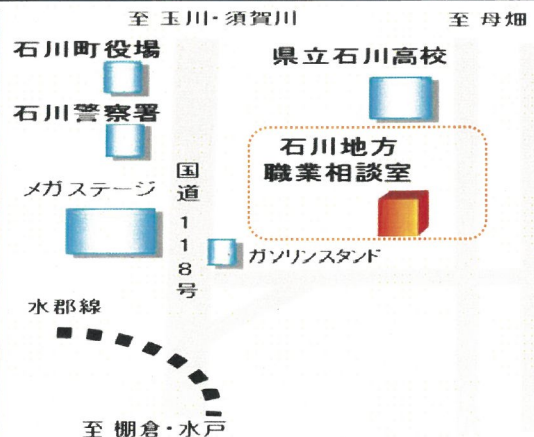 至 玉川・須賀川
至 母畑
石川町役場
県立石川高校
石川警察署
石川地方
職業相談室
国道118号
メガステージ
ガソリンスタンド
水郡線
至 棚倉・水戸